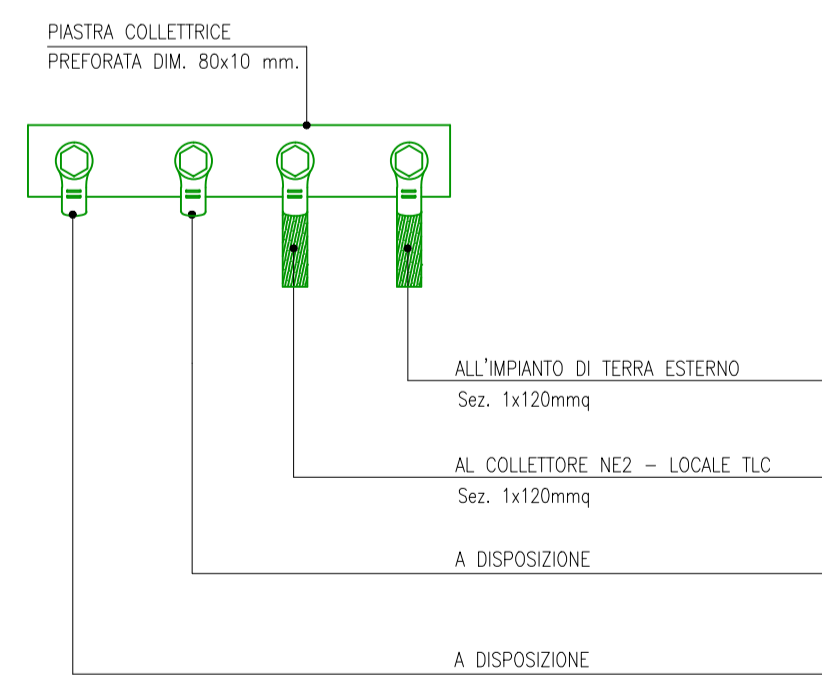 PIASTRA COLLETTRICE
PREFORATA DIM. 80x10 mm.
ALL'IMPIANTO DI TERRA ESTERNO
Sez. 1x120mmq
AL COLLETTORE NE2 – LOCALE TLC
Sez. 1x120mmq
A DISPOSIZIONE
A DISPOSIZIONE